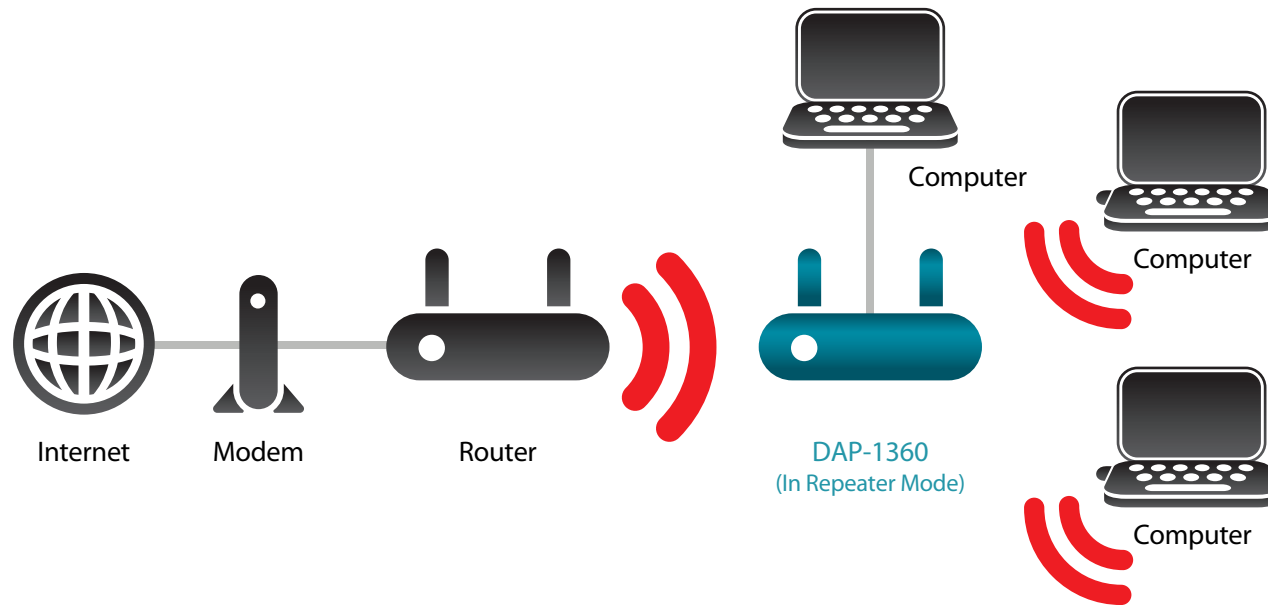 Computer
Computer
Internet
Modem
Router
DAP-1360
(In Repeater Mode)
Computer